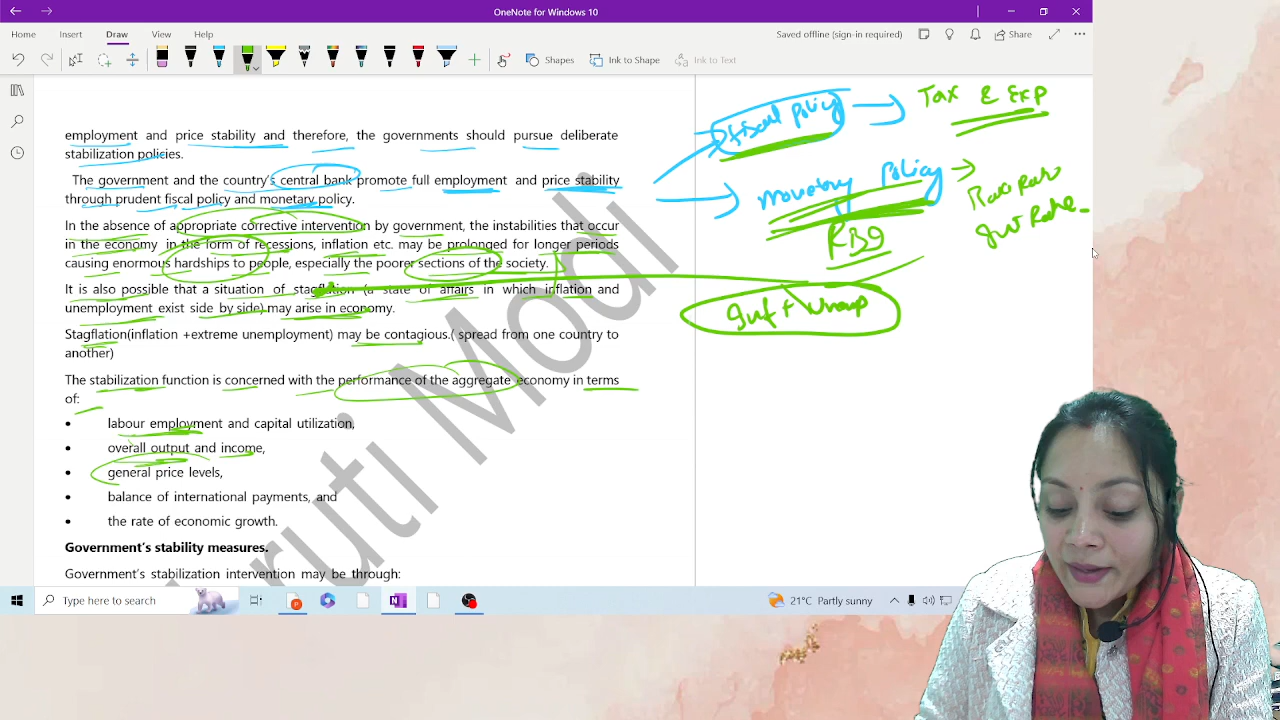 OneNote for Windows 10
Home Insert Draw View Help
Saved offline (sign-in required) Share
Shapes Ink to Shape Ink to Text
employment and price stability and therefore, the governments should pursue deliberate
stabilization policies.
The government and the country's central bank promote full employment and price stability
through prudent fiscal policy and monetary policy.
In the absence of appropriate corrective intervention by government, the instabilities that occur
in the economy in the form of recessions, inflation etc. may be prolonged for longer periods
causing enormous hardships to people, especially the poorer sections of the society.
It is also possible that a situation of stagflation (a state of affairs in which inflation and
unemployment exist side by side) may arise in economy.
Stagflation(inflation +extreme unemployment) may be contagious.( spread from one country to
another)
The stabilization function is concerned with the performance of the aggregate economy in terms
of:
• labour employment and capital utilization,
• overall output and income,
• general price levels,
• balance of international payments, and
• the rate of economic growth.
Government's stability measures.
Government's stabilization intervention may be through:
fiscal policy
Tax & Exp
Monetary policy
RBI
ruti Modi
Type here to search
21°C Partly sunny